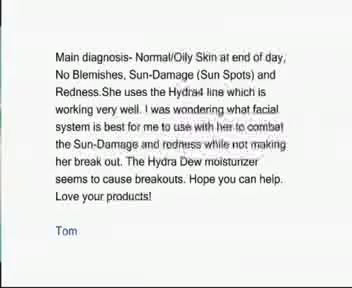 Main diagnosis- Normal/Oily Skin at end of day,
No Blemishes, Sun-Damage (Sun Spots) and
Redness.She uses the Hydra4 line which is
working very well. I was wondering what facial
system is best for me to use with her to combat
the Sun-Damage and redness while not making
her break out. The Hydra Dew moisturizer
seems to cause breakouts. Hope you can help.
Love your products!
Tom